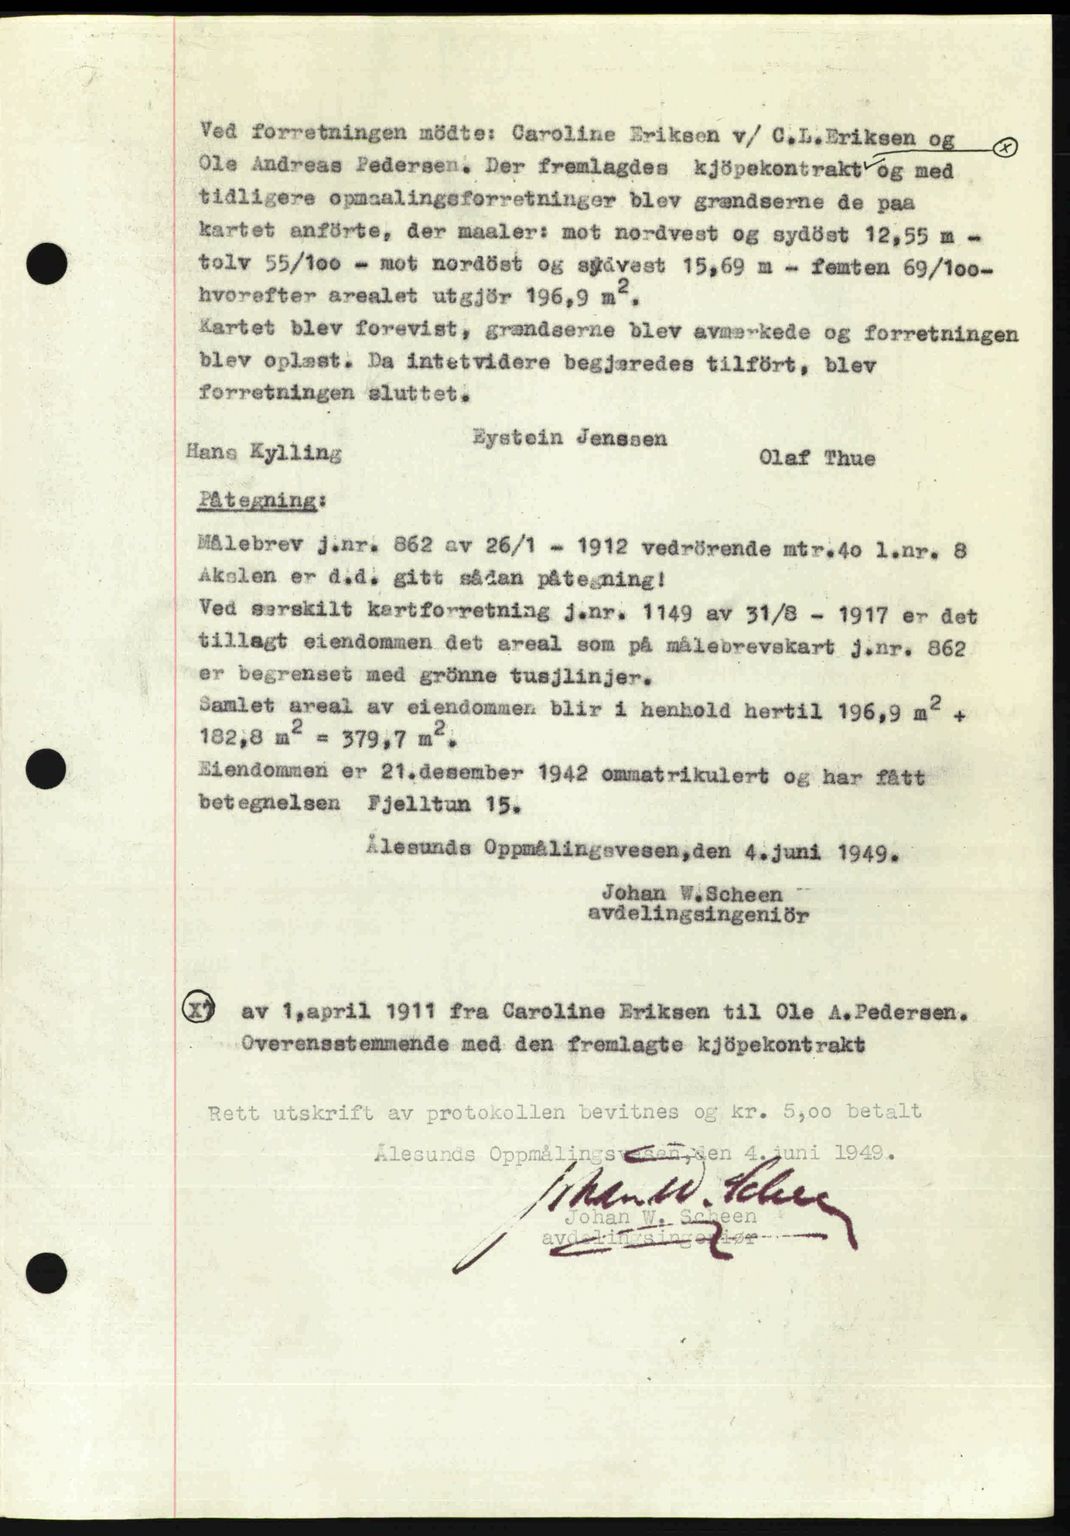 Ved forretningen mödte: Caroline Eriksen v/ C.L.Eriksen og
Ole Andreas Pedersen. Der fremlagdes kjöpekontrakt✓og med (x)
tidligere opmaalingsforretninger blev grændserne de paa
kartet anförte, der maaler: mot nordvest og sydöst 12,55 m -
tolv 55/1oo - mot nordöst og sydvest 15,69 m - femten 69/1oo-
hvorefter arealet utgjör 196,9 m².
Kartet blev forevist, grændserne blev avmærkede og forretningen
blev oplæst. Da intetvidere begjæredes tilfört, blev
forretningen sluttet.
Eystein Jenssen
Hans Kylling
Olaf Thue
Påtegning:
Målebrev j.nr. 862 av 26/1 - 1912 vedrörende mtr.4o l.nr. 8
Akslen er d.d. gitt sådan påtegning!
Ved særskilt kartforretning j.nr. 1149 av 31/8 - 1917 er det
tillagt eiendommen det areal som på målebrevskart j.nr. 862
er begrenset med grönne tusjlinjer.
Samlet areal av eiendommen blir i henhold hertil 196,9 m² +
182,8 m² = 379,7 m².
Eiendommen er 21.desember 1942 ommatrikulert og har fått
betegnelsen Fjelltun 15.
Ålesunds Oppmålingsvesen,den 4.juni 1949.
Johan W.Scheen
avdelingsingeniör
(X) av 1.april 1911 fra Caroline Eriksen til Ole A.Pedersen.
Overensstemmende med den fremlagte kjöpekontrakt
Rett utskrift av protokollen bevitnes og kr. 5,oo betalt
Ålesunds Oppmålingsvesen,den 4.juni 1949.
Johan W. Scheen
Johan W. Scheen
avdelingsingeniør